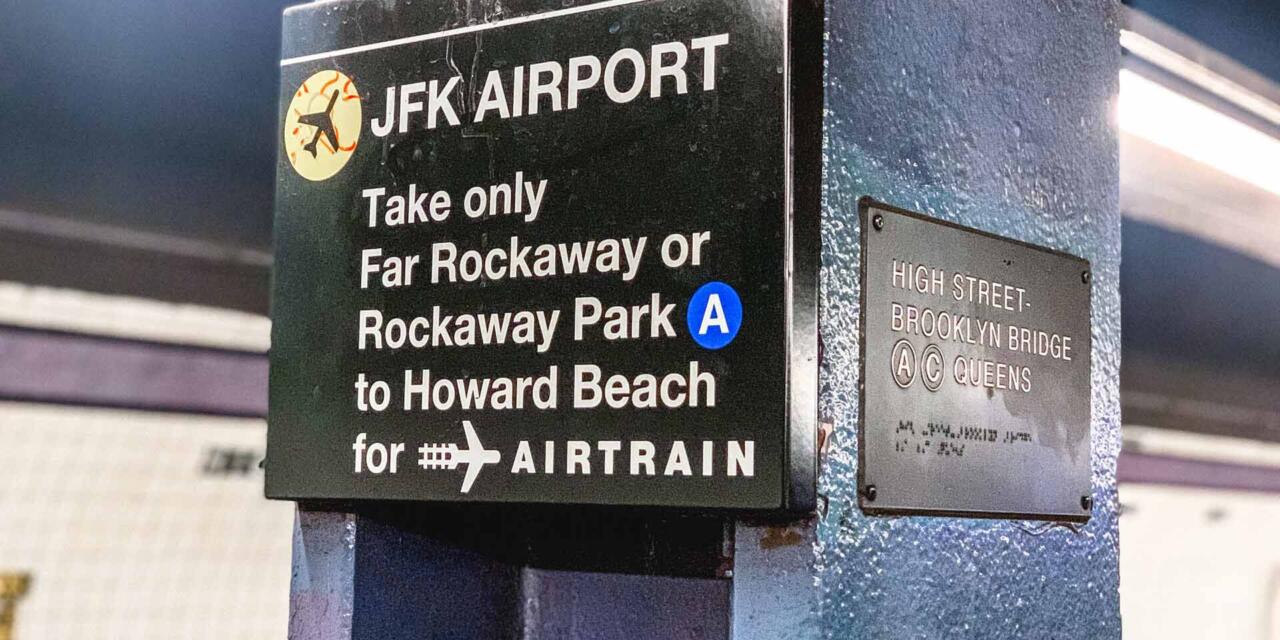 JFK AIRPORT
Take only
Far Rockaway or
Rockaway Park A
to Howard Beach
for AIRTRAIN
HIGH STREET-
BROOKLYN BRIDGE
A C QUEENS